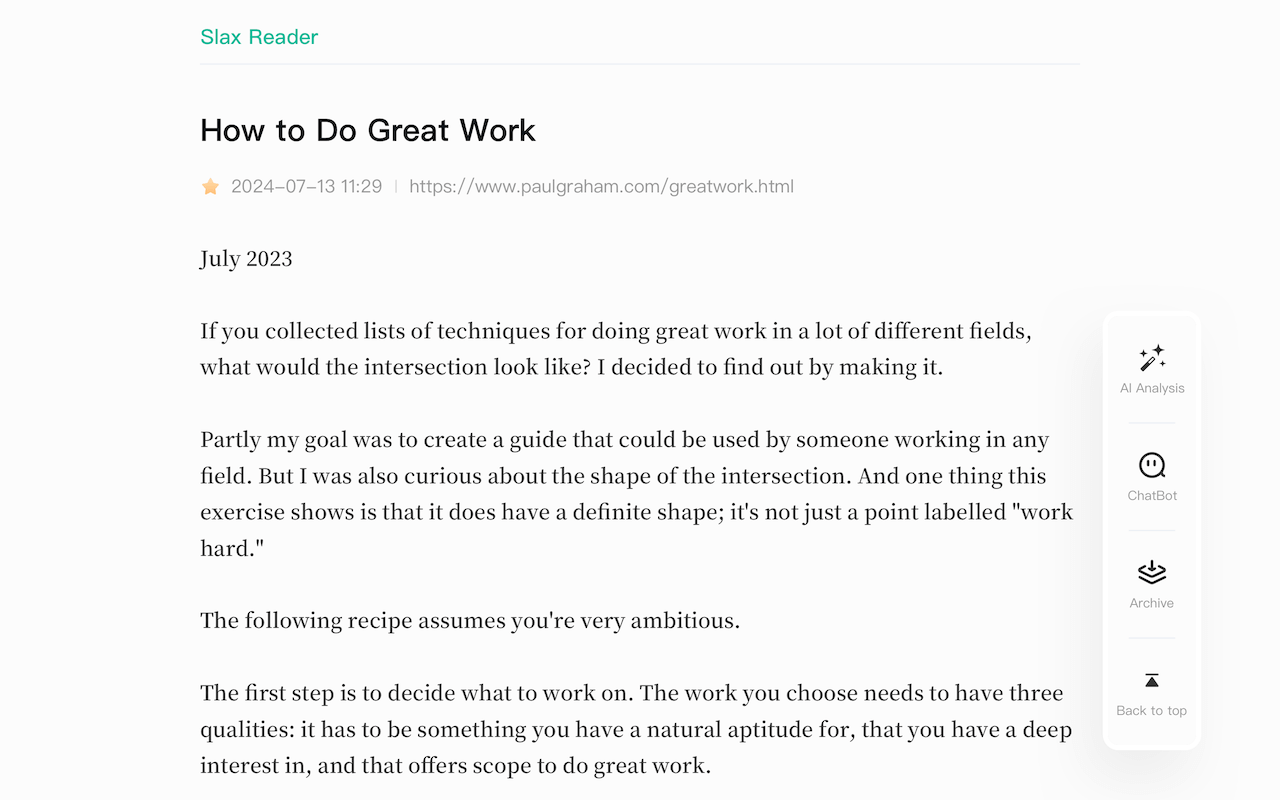 Slax Reader
How to Do Great Work
2024-07-13 11:29 | https://www.paulgraham.com/greatwork.html
July 2023
If you collected lists of techniques for doing great work in a lot of different fields,
what would the intersection look like? I decided to find out by making it.
Partly my goal was to create a guide that could be used by someone working in any
field. But I was also curious about the shape of the intersection. And one thing this
exercise shows is that it does have a definite shape; it's not just a point labelled "work
hard."
The following recipe assumes you're very ambitious.
The first step is to decide what to work on. The work you choose needs to have three
qualities: it has to be something you have a natural aptitude for, that you have a deep
interest in, and that offers scope to do great work.
AI Analysis
ChatBot
Archive
Back to top